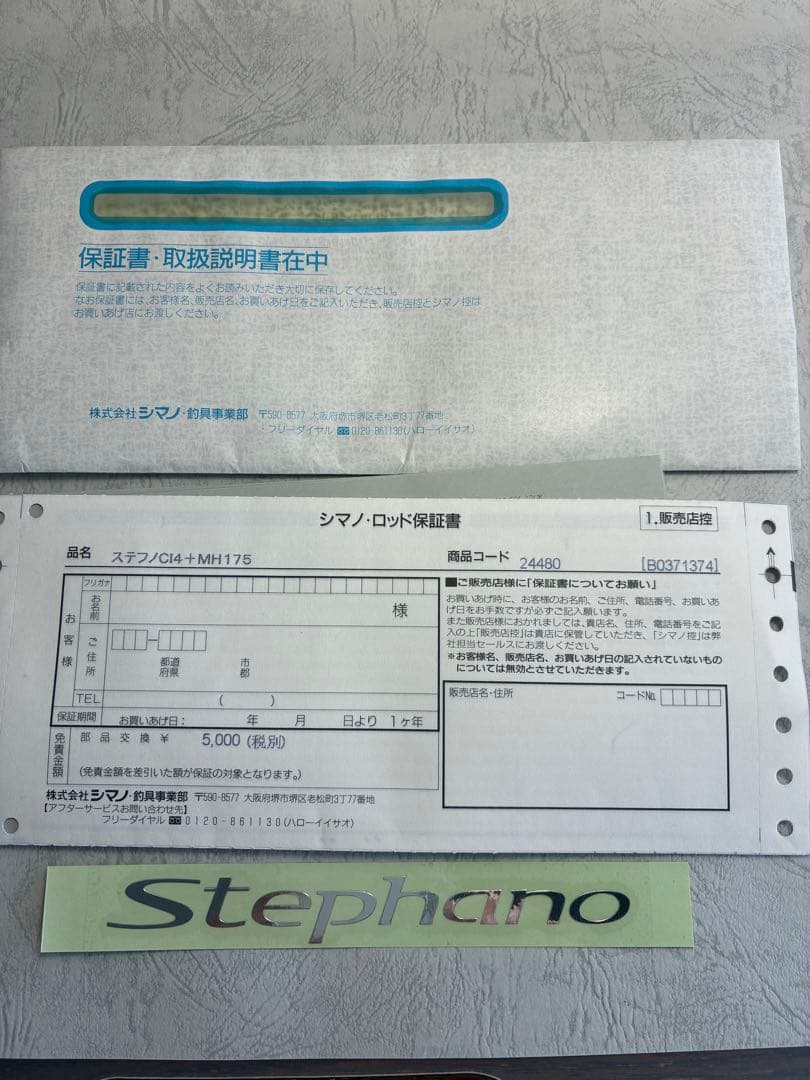 保証書・取扱説明書在中
保証書に記載された内容をよくお読みいただき大切に保存してください。
なお保証書には、お客様名、販売店名、お買いあげ日をご記入いただき、販売店控とシマノ控は
お買いあげ店にお渡しください。
株式会社シマノ・釣具事業部 〒590-8577 大阪府堺市堺区老松町3丁77番地
・フリーダイヤル 0120-861130(ハローイイサオ)
シマノ・ロッド保証書
1.販売店控
品名 ステファノCI4+MH175
商品コード 24480 [B0371374]
フリガナ
お名前 様
お客様
ご住所
都道府県
市郡
TEL ( )
保証期間 お買いあげ日： 年 月 日より 1ヶ年
免責金額
部品交換 ¥ 5,000 (税別)
(免責金額を差引いた額が保証の対象となります。)
株式会社シマノ・釣具事業部 〒590-8577 大阪府堺市堺区老松町3丁77番地
【アフターサービスお問い合わせ先】
フリーダイヤル 0120-861130(ハローイイサオ)
■ご販売店様に「保証書についてお願い」
お買いあげ時に、お客様のお名前、ご住所、電話番号、お買いあ
げ日をお手数ですが必ずご記入願います。
また販売店様におかれましては、貴店名、住所、電話番号をご記
入の上「販売店控」は貴店に保管していただき、「シマノ控」は弊
社担当セールスにお渡しください。
※お客様名、販売店名、お買いあげ日の記入されていないもの
については無効とさせていただきます。
販売店名・住所 コードNo.
Stephano